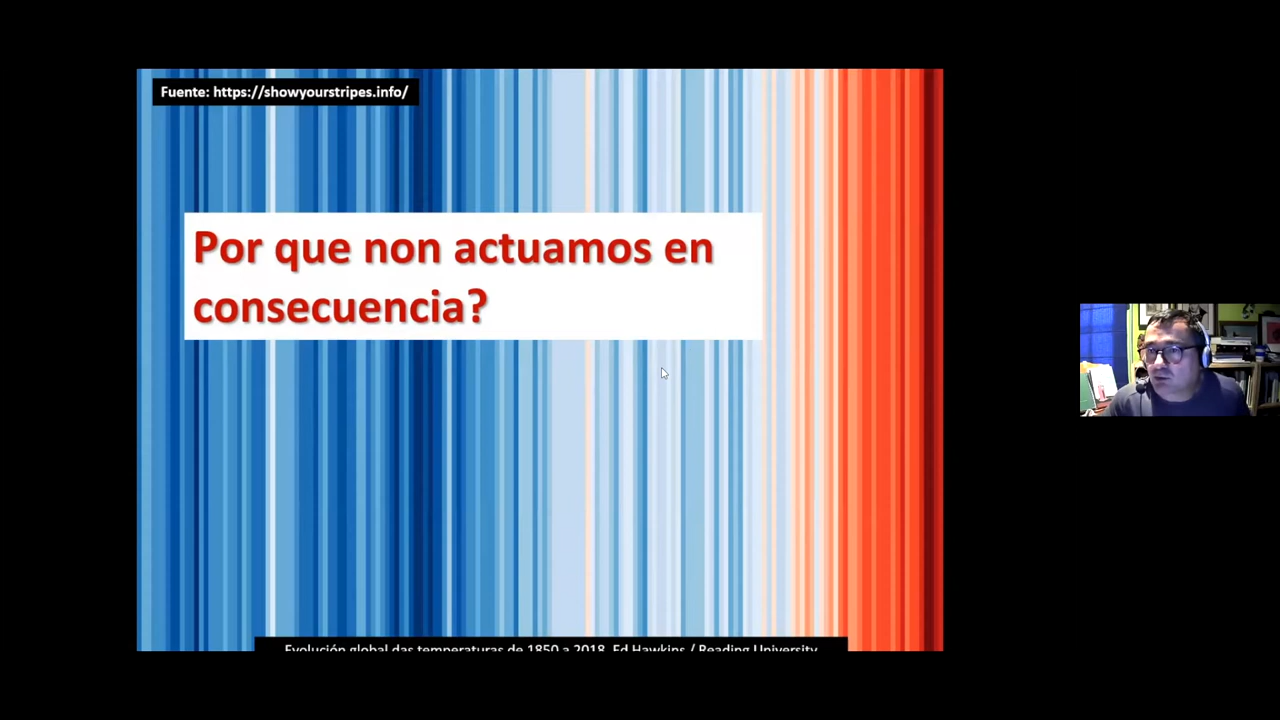 Fuente: https://showyourstripes.info/
Por que non actuamos en
consecuencia?
Evolución global das temperaturas de 1850 a 2018. Ed Hawkins / Reading University